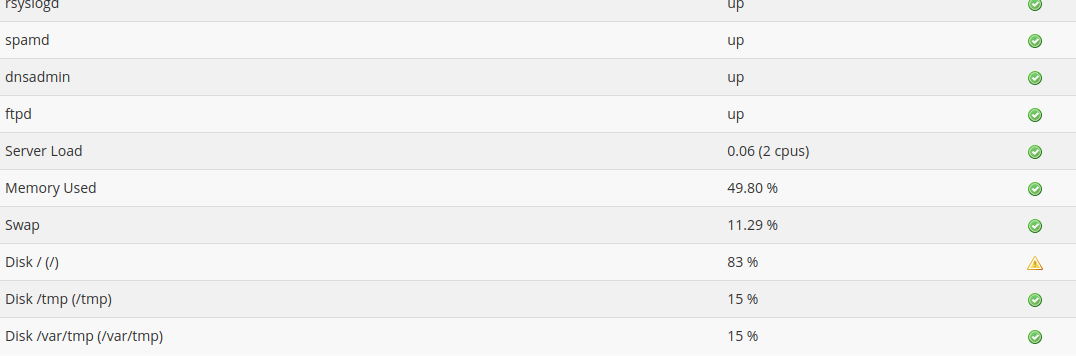 rsyslogd up
spamd up
dnsadmin up
ftpd up
Server Load 0.06 (2 cpus)
Memory Used 49.80 %
Swap 11.29 %
Disk / (/) 83 %
Disk /tmp (/tmp) 15 %
Disk /var/tmp (/var/tmp) 15 %